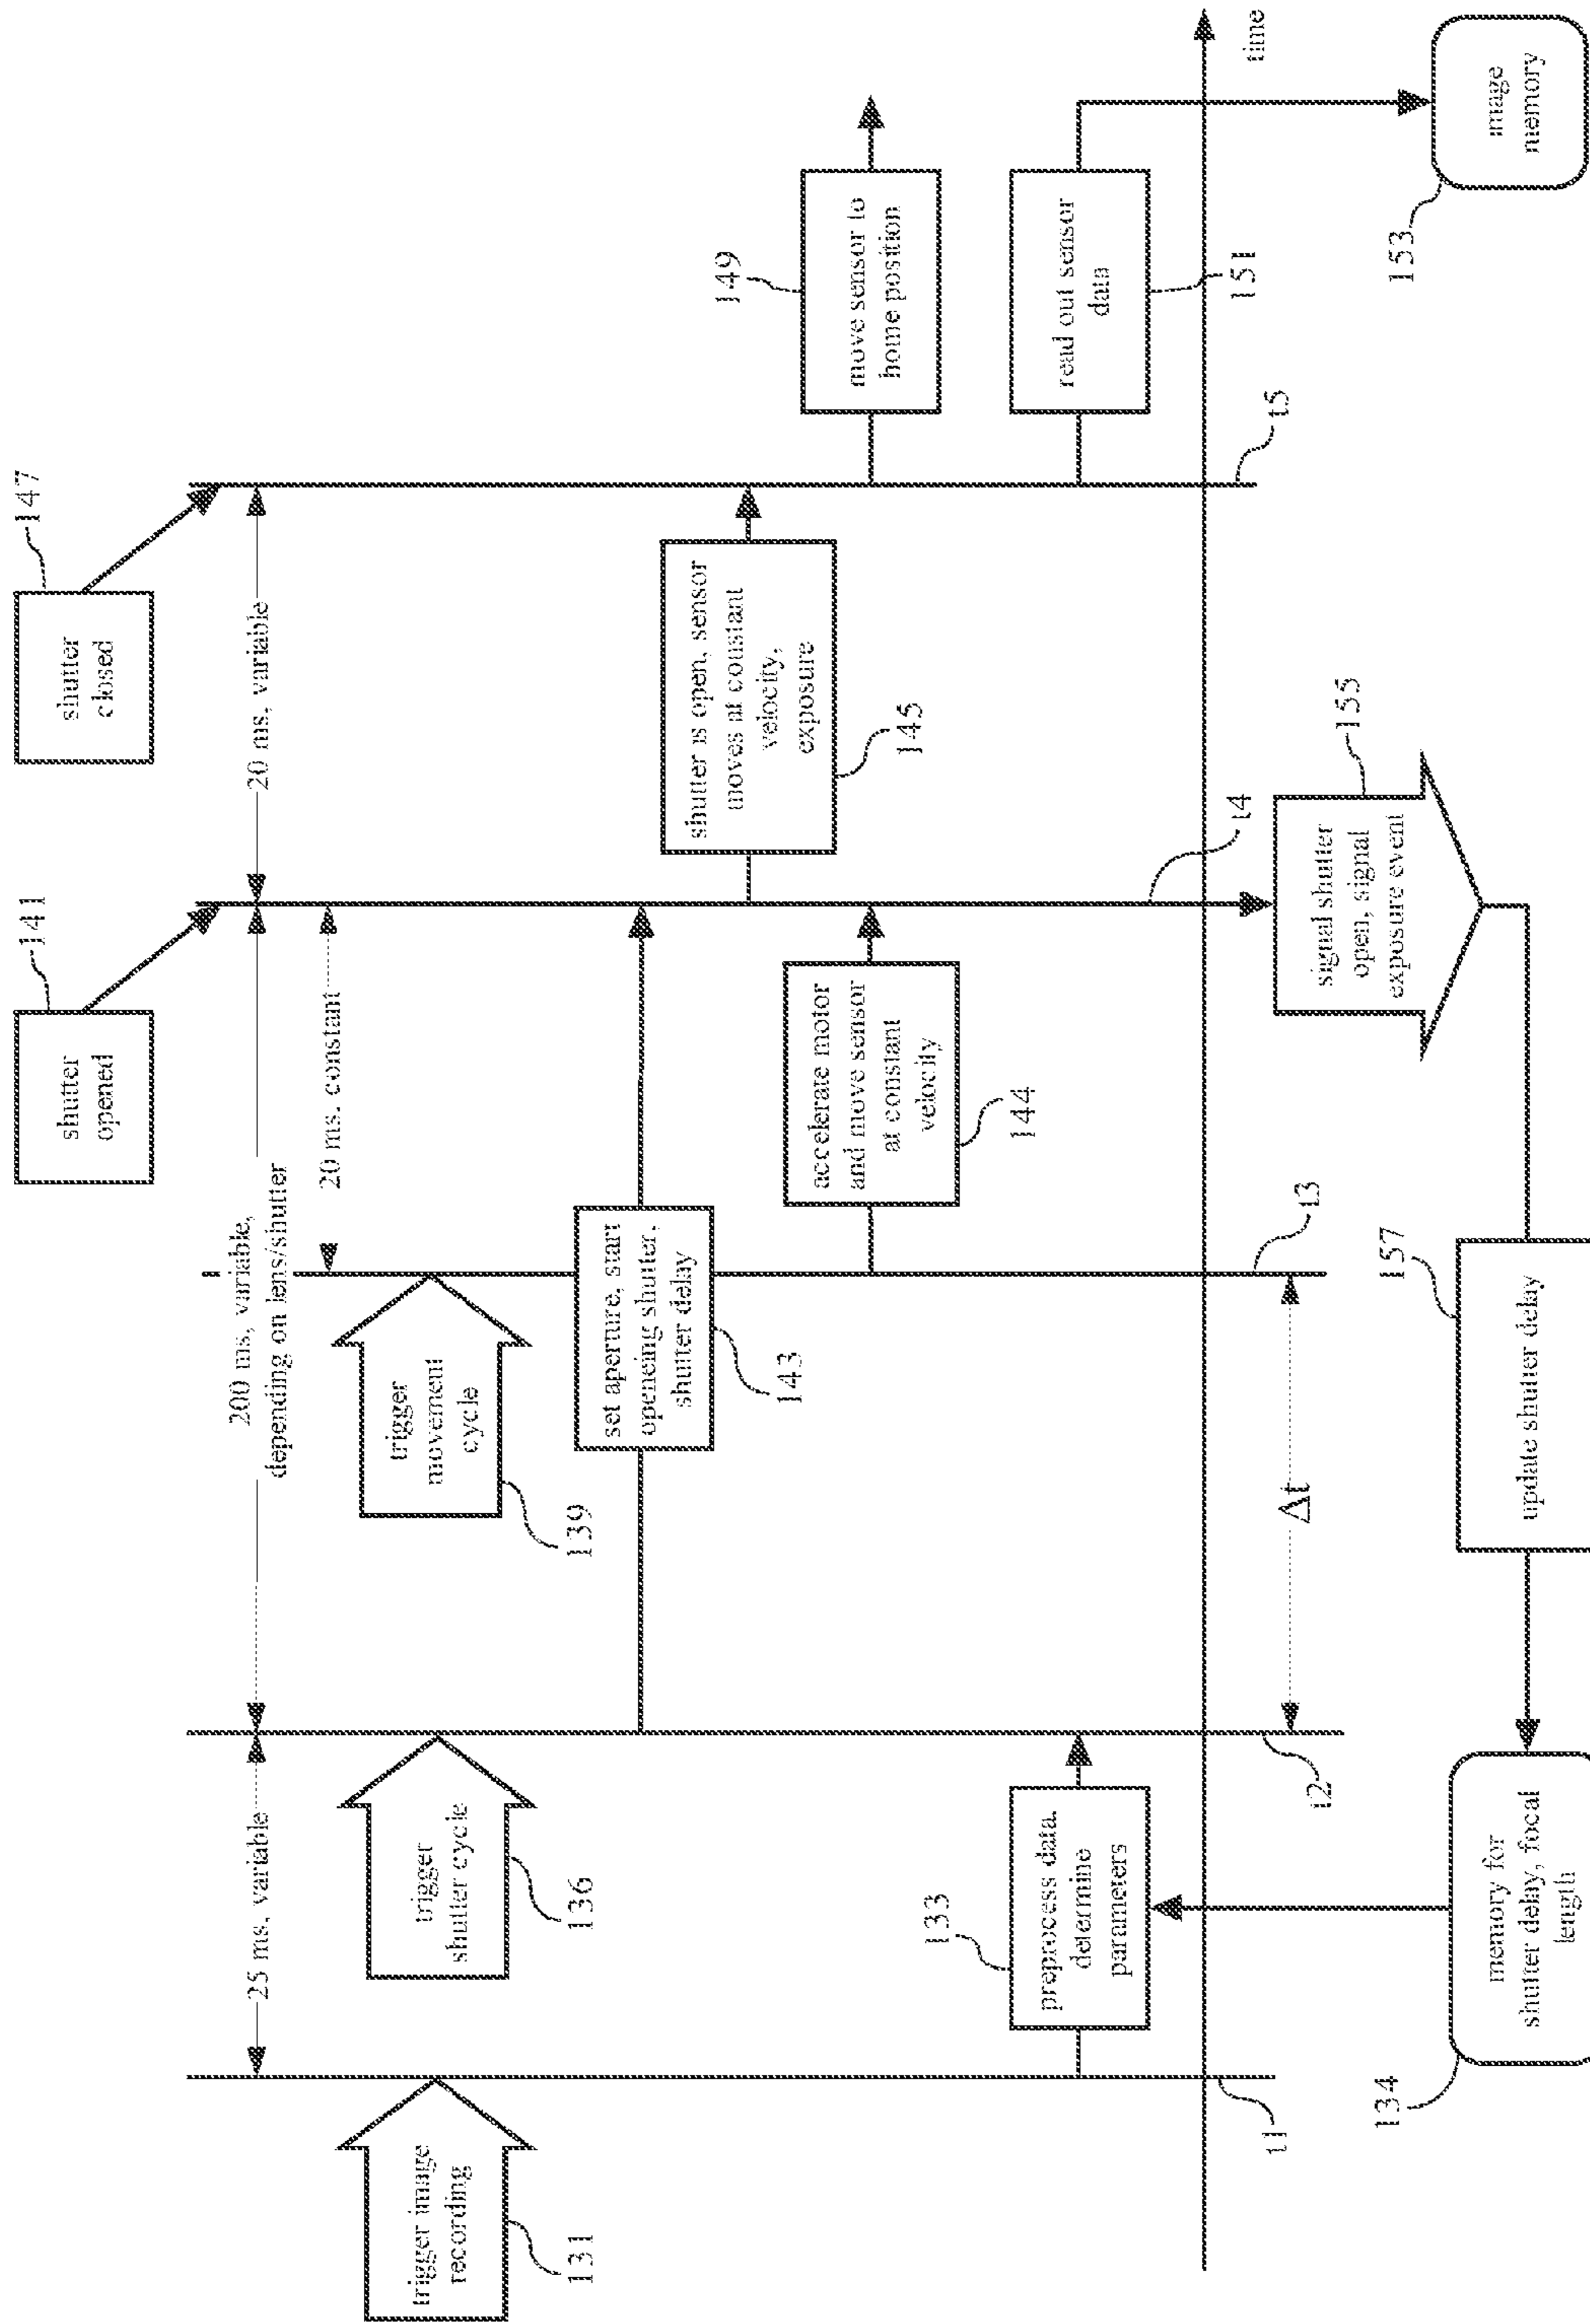 141
shutter
opened
147
shutter
closed
25 ms, variable
200 ms, variable,
depending on lens/shutter
20 ms, variable
20 ms. constant
trigger image
recording
131
trigger
shutter cycle
136
trigger
movement
cycle
139
set aperture, start
openeing shutter,
shutter delay
143
shutter is open, sensor
moves at constant
velocity,
exposure
145
accelerate motor
and move sensor
at constant
velocity
144
149
move sensor to
home position
133
preprocess data,
determine
parameters
read out sensor
data
151
time
t1
t2
t3
t4
t5
Δt
signal shutter
open, signal
exposure event
155
153
image
memory
134
memory for
shutter delay, focal
length
157
update shutter delay